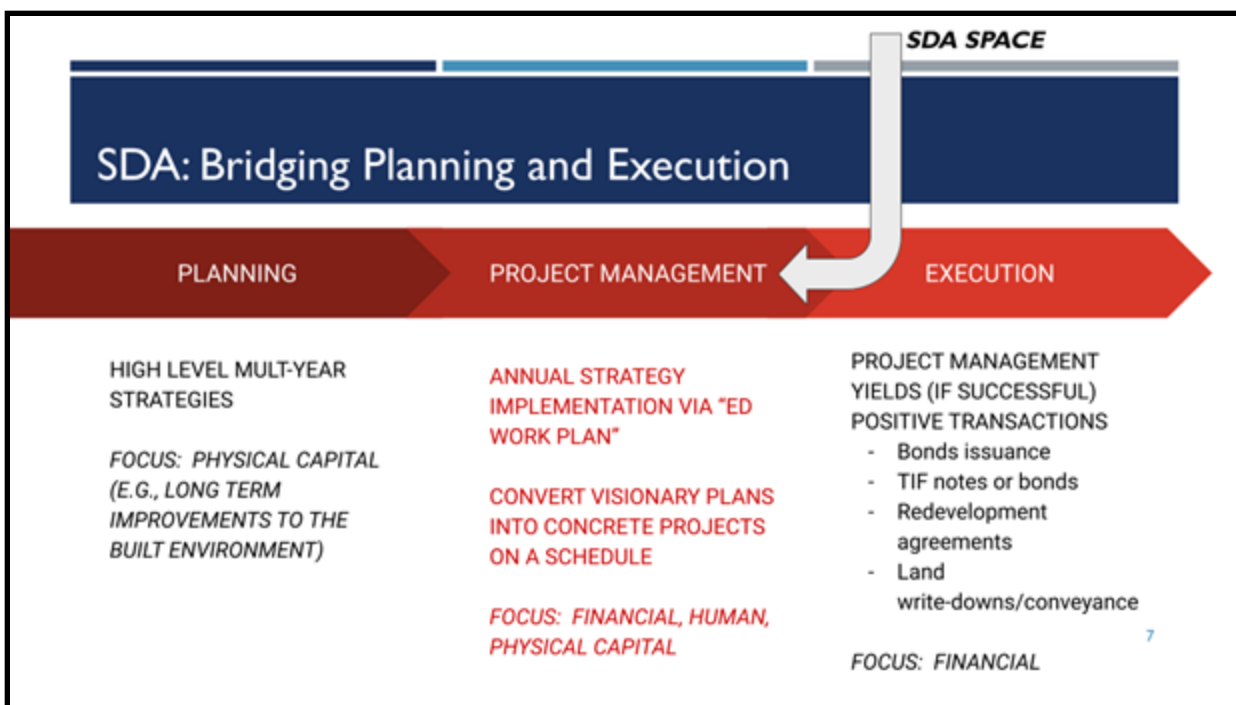 SDA SPACE
SDA: Bridging Planning and Execution
PLANNING
PROJECT MANAGEMENT
EXECUTION
HIGH LEVEL MULT-YEAR
STRATEGIES
FOCUS: PHYSICAL CAPITAL
(E.G., LONG TERM
IMPROVEMENTS TO THE
BUILT ENVIRONMENT)
ANNUAL STRATEGY
IMPLEMENTATION VIA “ED
WORK PLAN”
CONVERT VISIONARY PLANS
INTO CONCRETE PROJECTS
ON A SCHEDULE
FOCUS: FINANCIAL, HUMAN,
PHYSICAL CAPITAL
PROJECT MANAGEMENT
YIELDS (IF SUCCESSFUL)
POSITIVE TRANSACTIONS
- Bonds issuance
- TIF notes or bonds
- Redevelopment
agreements
- Land
write-downs/conveyance
FOCUS: FINANCIAL
7